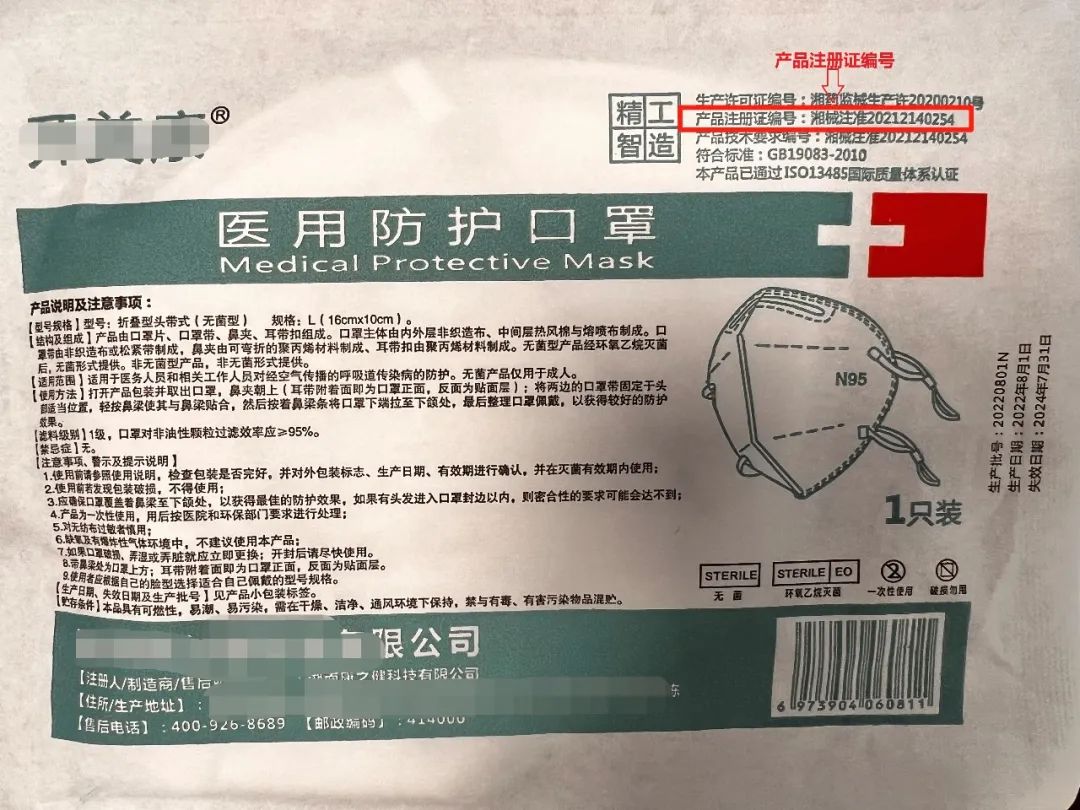 产品注册证编号
®
精工
智造
生产许可证编号:湘药监械生产许20200210号
产品注册证编号:湘械注准20212140254
产品技术要求编号:湘械注准20212140254
符合标准:GB19083-2010
本产品已通过ISO13485国际质量体系认证
医用防护口罩
Medical Protective Mask
产品说明及注意事项:
【型号规格】型号:折叠型头带式(无菌型) 规格:L(16cmx10cm)。
【结构及组成】产品由口罩片、口罩带、鼻夹、耳带扣组成。口罩主体由内外层非织造布、中间层热风棉与熔喷布制成。口
罩带由非织造布或松紧带制成,鼻夹由可弯折的聚丙烯材料制成、耳带扣由聚丙烯材料制成。无菌型产品经环氧乙烷灭菌
后,无菌形式提供。非无菌型产品,非无菌形式提供。
【适用范围】适用于医务人员和相关工作人员对经空气传播的呼吸道传染病的防护。无菌产品仅用于成人。
【使用方法】打开产品包装并取出口罩,鼻夹朝上(耳带附着面即为口罩正面,反面为贴面层);将两边的口罩带固定于头
部适当位置,轻按鼻梁使其与鼻梁贴合,然后按着鼻梁条将口罩下端拉至下颌处,最后整理口罩佩戴,以获得较好的防护
效果。
【滤料级别】1级,口罩对非油性颗粒过滤效率应≥95%。
【禁忌症】无。
【注意事项、警示及提示说明】
1.使用前请参照使用说明,检查包装是否完好,并对外包装标志、生产日期、有效期进行确认,并在灭菌有效期内使用;
2.使用前若发现包装破损,不得使用;
3.应确保口罩覆盖着鼻梁至下颌处,以获得最佳的防护效果,如果有头发进入口罩封边以内,则密合性的要求可能会达不到;
4.产品为一次性使用,用后按医院和环保部门要求进行处理;
5.对无纺布过敏者慎用;
6.缺氧及有爆炸性气体环境中,不建议使用本产品;
7.如果口罩破损、弄湿或弄脏就应立即更换;开封后请尽快使用。
8.带鼻梁处为口罩上方;耳带附着面即为口罩正面,反面为贴面层。
9.使用者应根据自己的脸型选择适合自己佩戴的型号规格。
【生产日期、失效日期及生产批号】见产品小包装标签。
【贮存条件】本品具有可燃性,易潮、易污染,需在干燥、洁净、通风环境下保持,禁与有毒、有害污染物品混贮。
N95
1只装
生产批号:20220801N
生产日期:2022年8月1日
失效日期:2024年7月31日
STERILE
无菌
STERILE EO
环氧乙烷灭菌
一次性使用
破损勿用
有限公司
【注册人/制造商/售后 之健科技有限公司
【住所/生产地址】:
【售后电话】:400-926-8689 【邮政编码】:414000
6 973904 060811